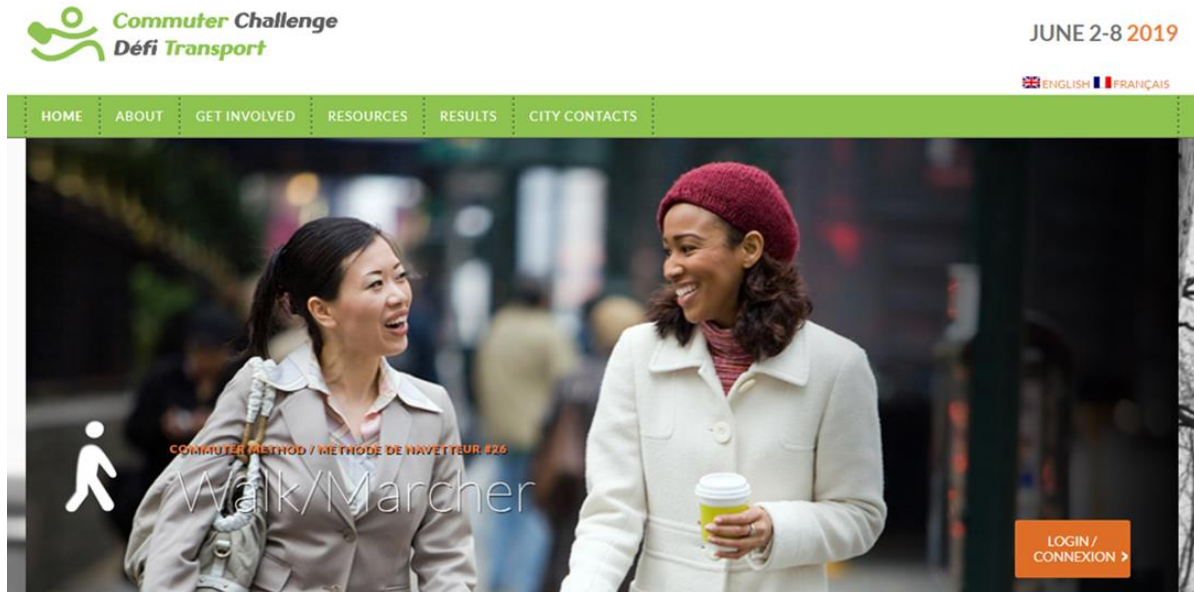 Commuter Challenge
Défi Transport
JUNE 2-8 2019
ENGLISH FRANÇAIS
HOME ABOUT GET INVOLVED RESOURCES RESULTS CITY CONTACTS
COMMUTER METHOD / METHODE DE NAVETTEUR #26
Walk/Marcher
LOGIN /
CONNEXION >